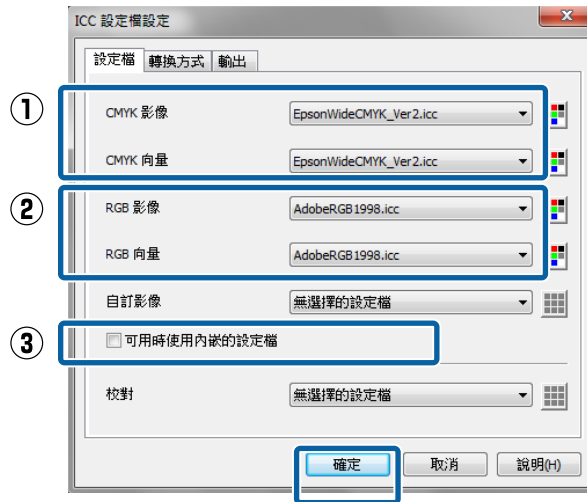 ICC 設定檔設定
設定檔 轉換方式 輸出
① CMYK 影像 EpsonWideCMYK_Ver2.icc
CMYK 向量 EpsonWideCMYK_Ver2.icc
② RGB 影像 AdobeRGB1998.icc
RGB 向量 AdobeRGB1998.icc
自訂影像 無選擇的設定檔
③ 可用時使用內嵌的設定檔
校對 無選擇的設定檔
確定 取消 說明(H)